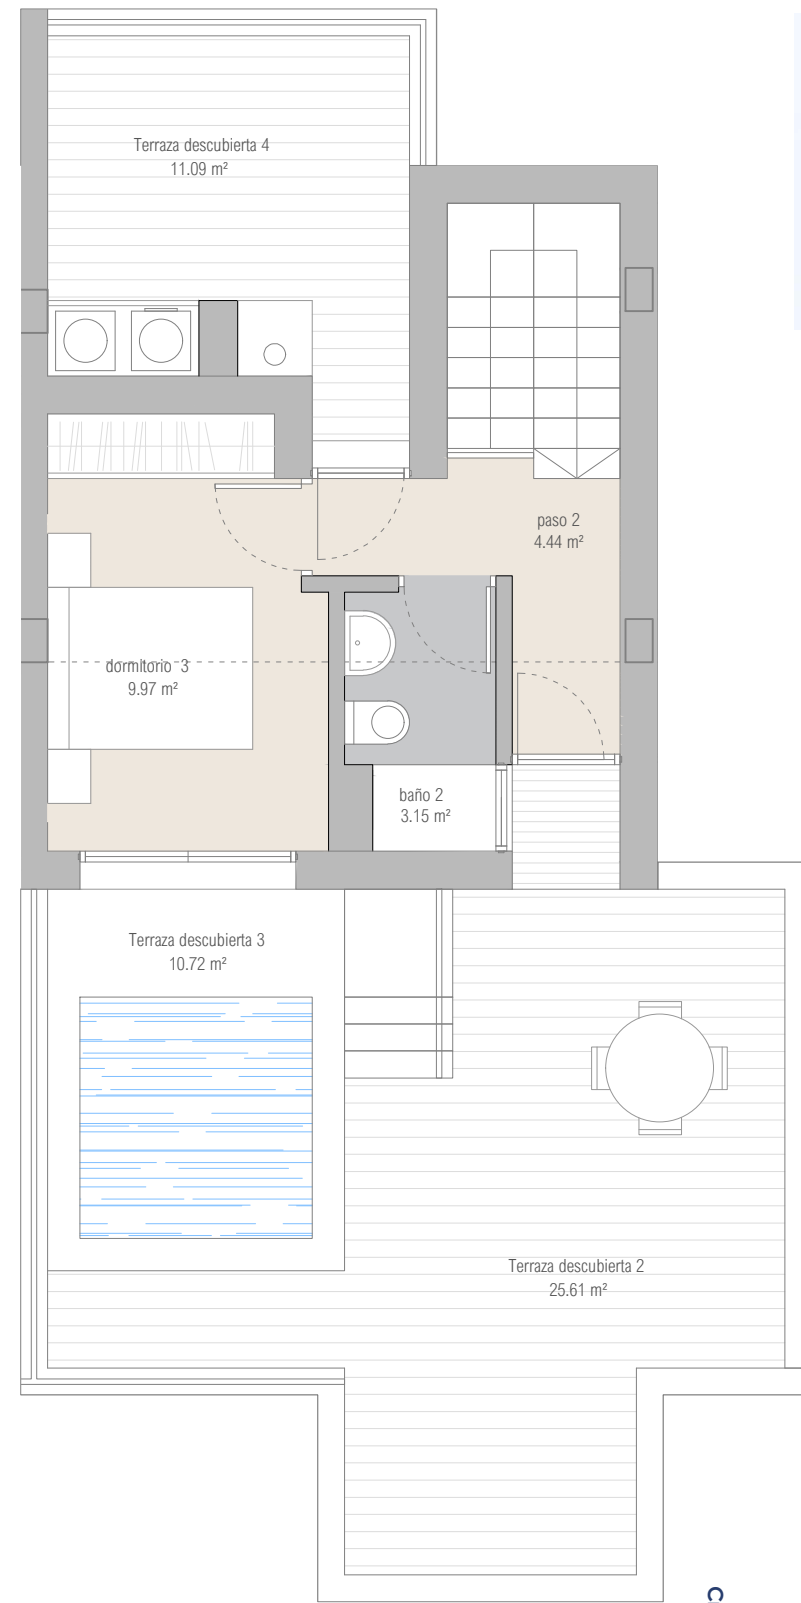 Terraza descubierta 4
11.09 m²
paso 2
4.44 m²
dormitorio 3
9.97 m²
baño 2
3.15 m²
Terraza descubierta 3
10.72 m²
Terraza descubierta 2
25.61 m²